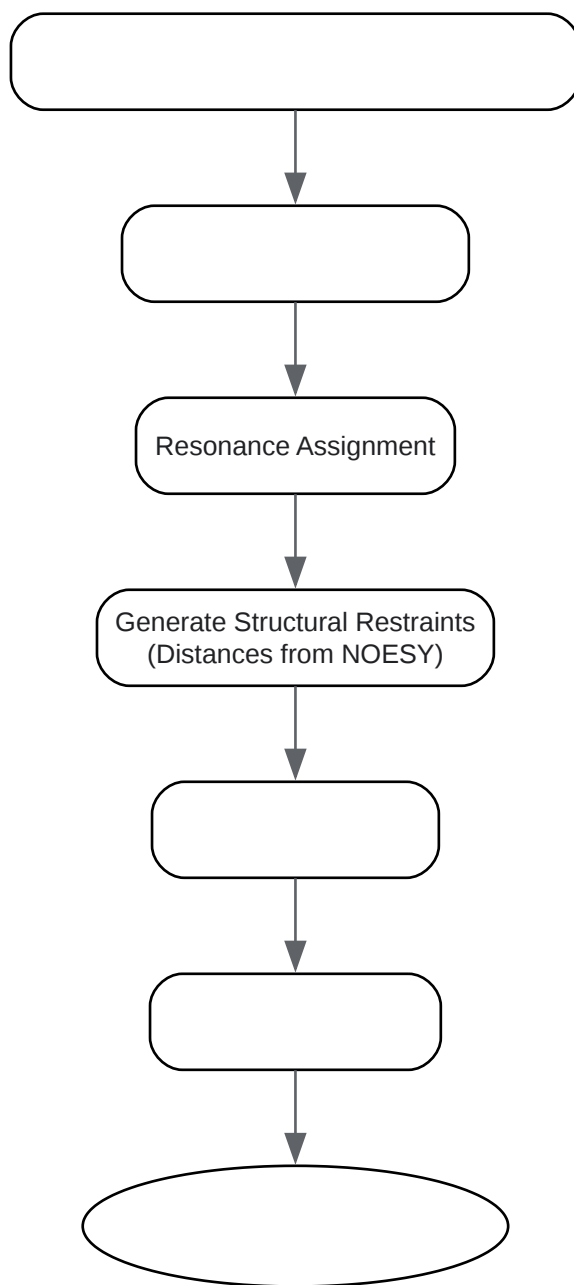 Resonance Assignment
Generate Structural Restraints
(Distances from NOESY)